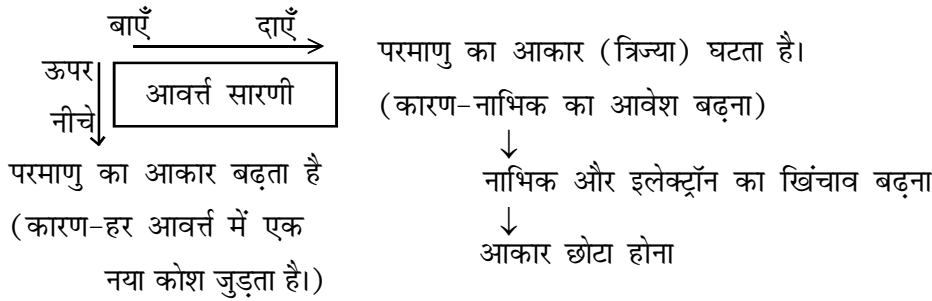 बाएँ दाएँ
ऊपर
नीचे
आवर्त्त सारणी
परमाणु का आकार बढ़ता है
(कारण-हर आवर्त्त में एक
नया कोश जुड़ता है।)
परमाणु का आकार (त्रिज्या) घटता है।
(कारण-नाभिक का आवेश बढ़ना)
↓
नाभिक और इलेक्ट्रॉन का खिंचाव बढ़ना
↓
आकार छोटा होना